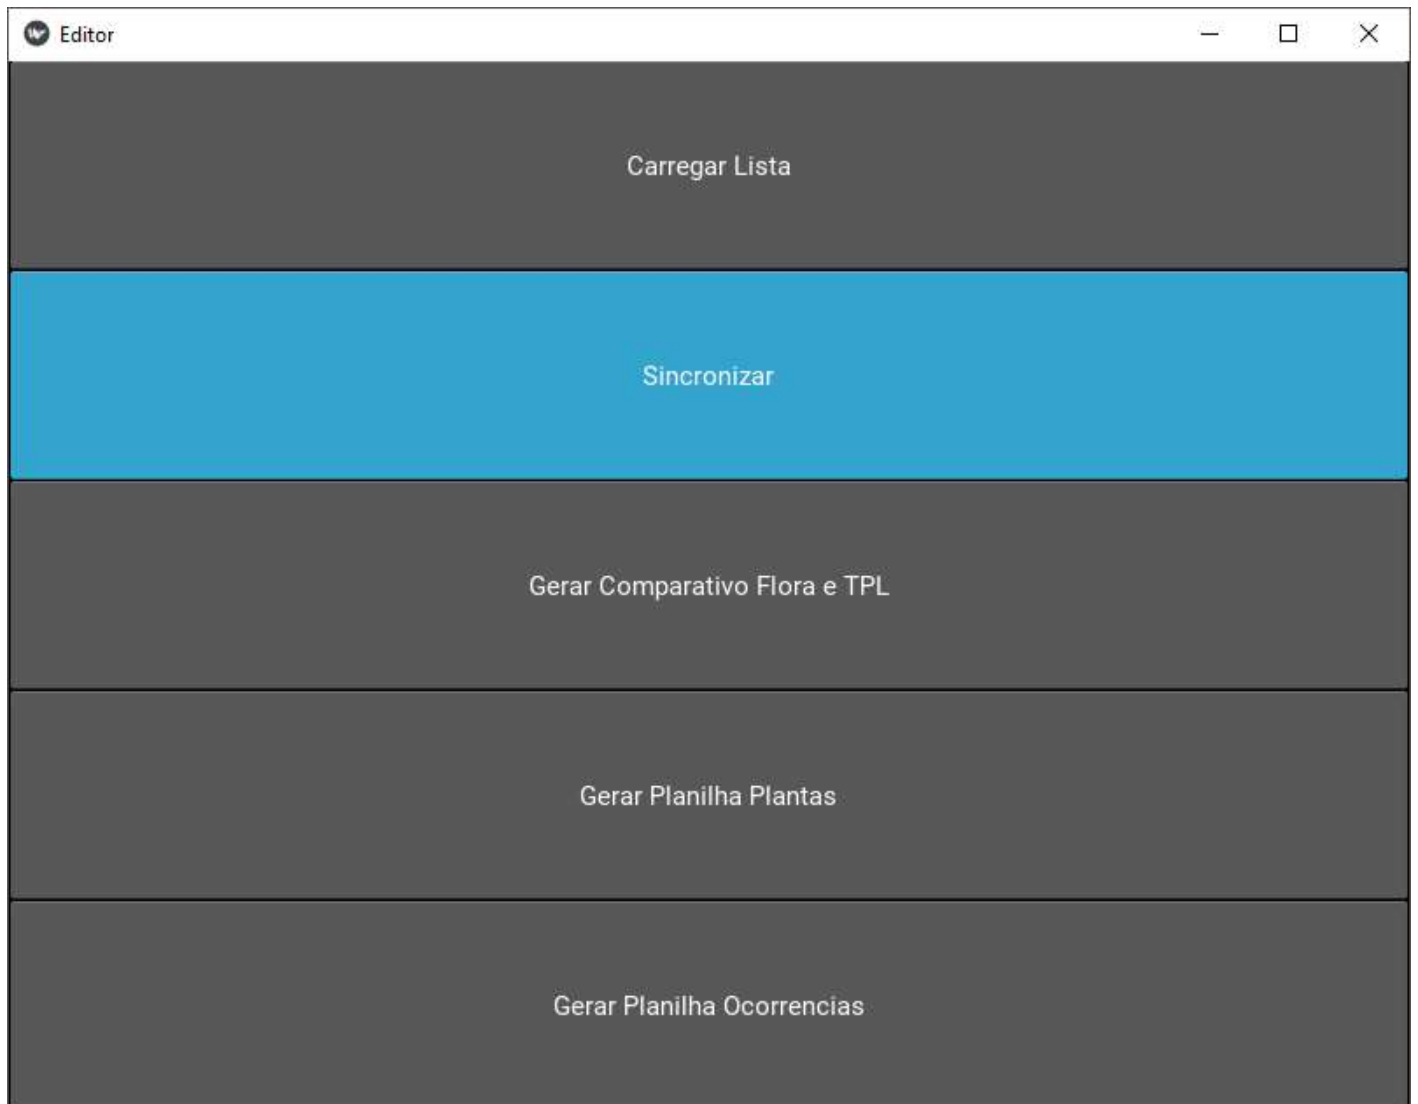 Editor
Carregar Lista
Sincronizar
Gerar Comparativo Flora e TPL
Gerar Planilha Plantas
Gerar Planilha Ocorrencias